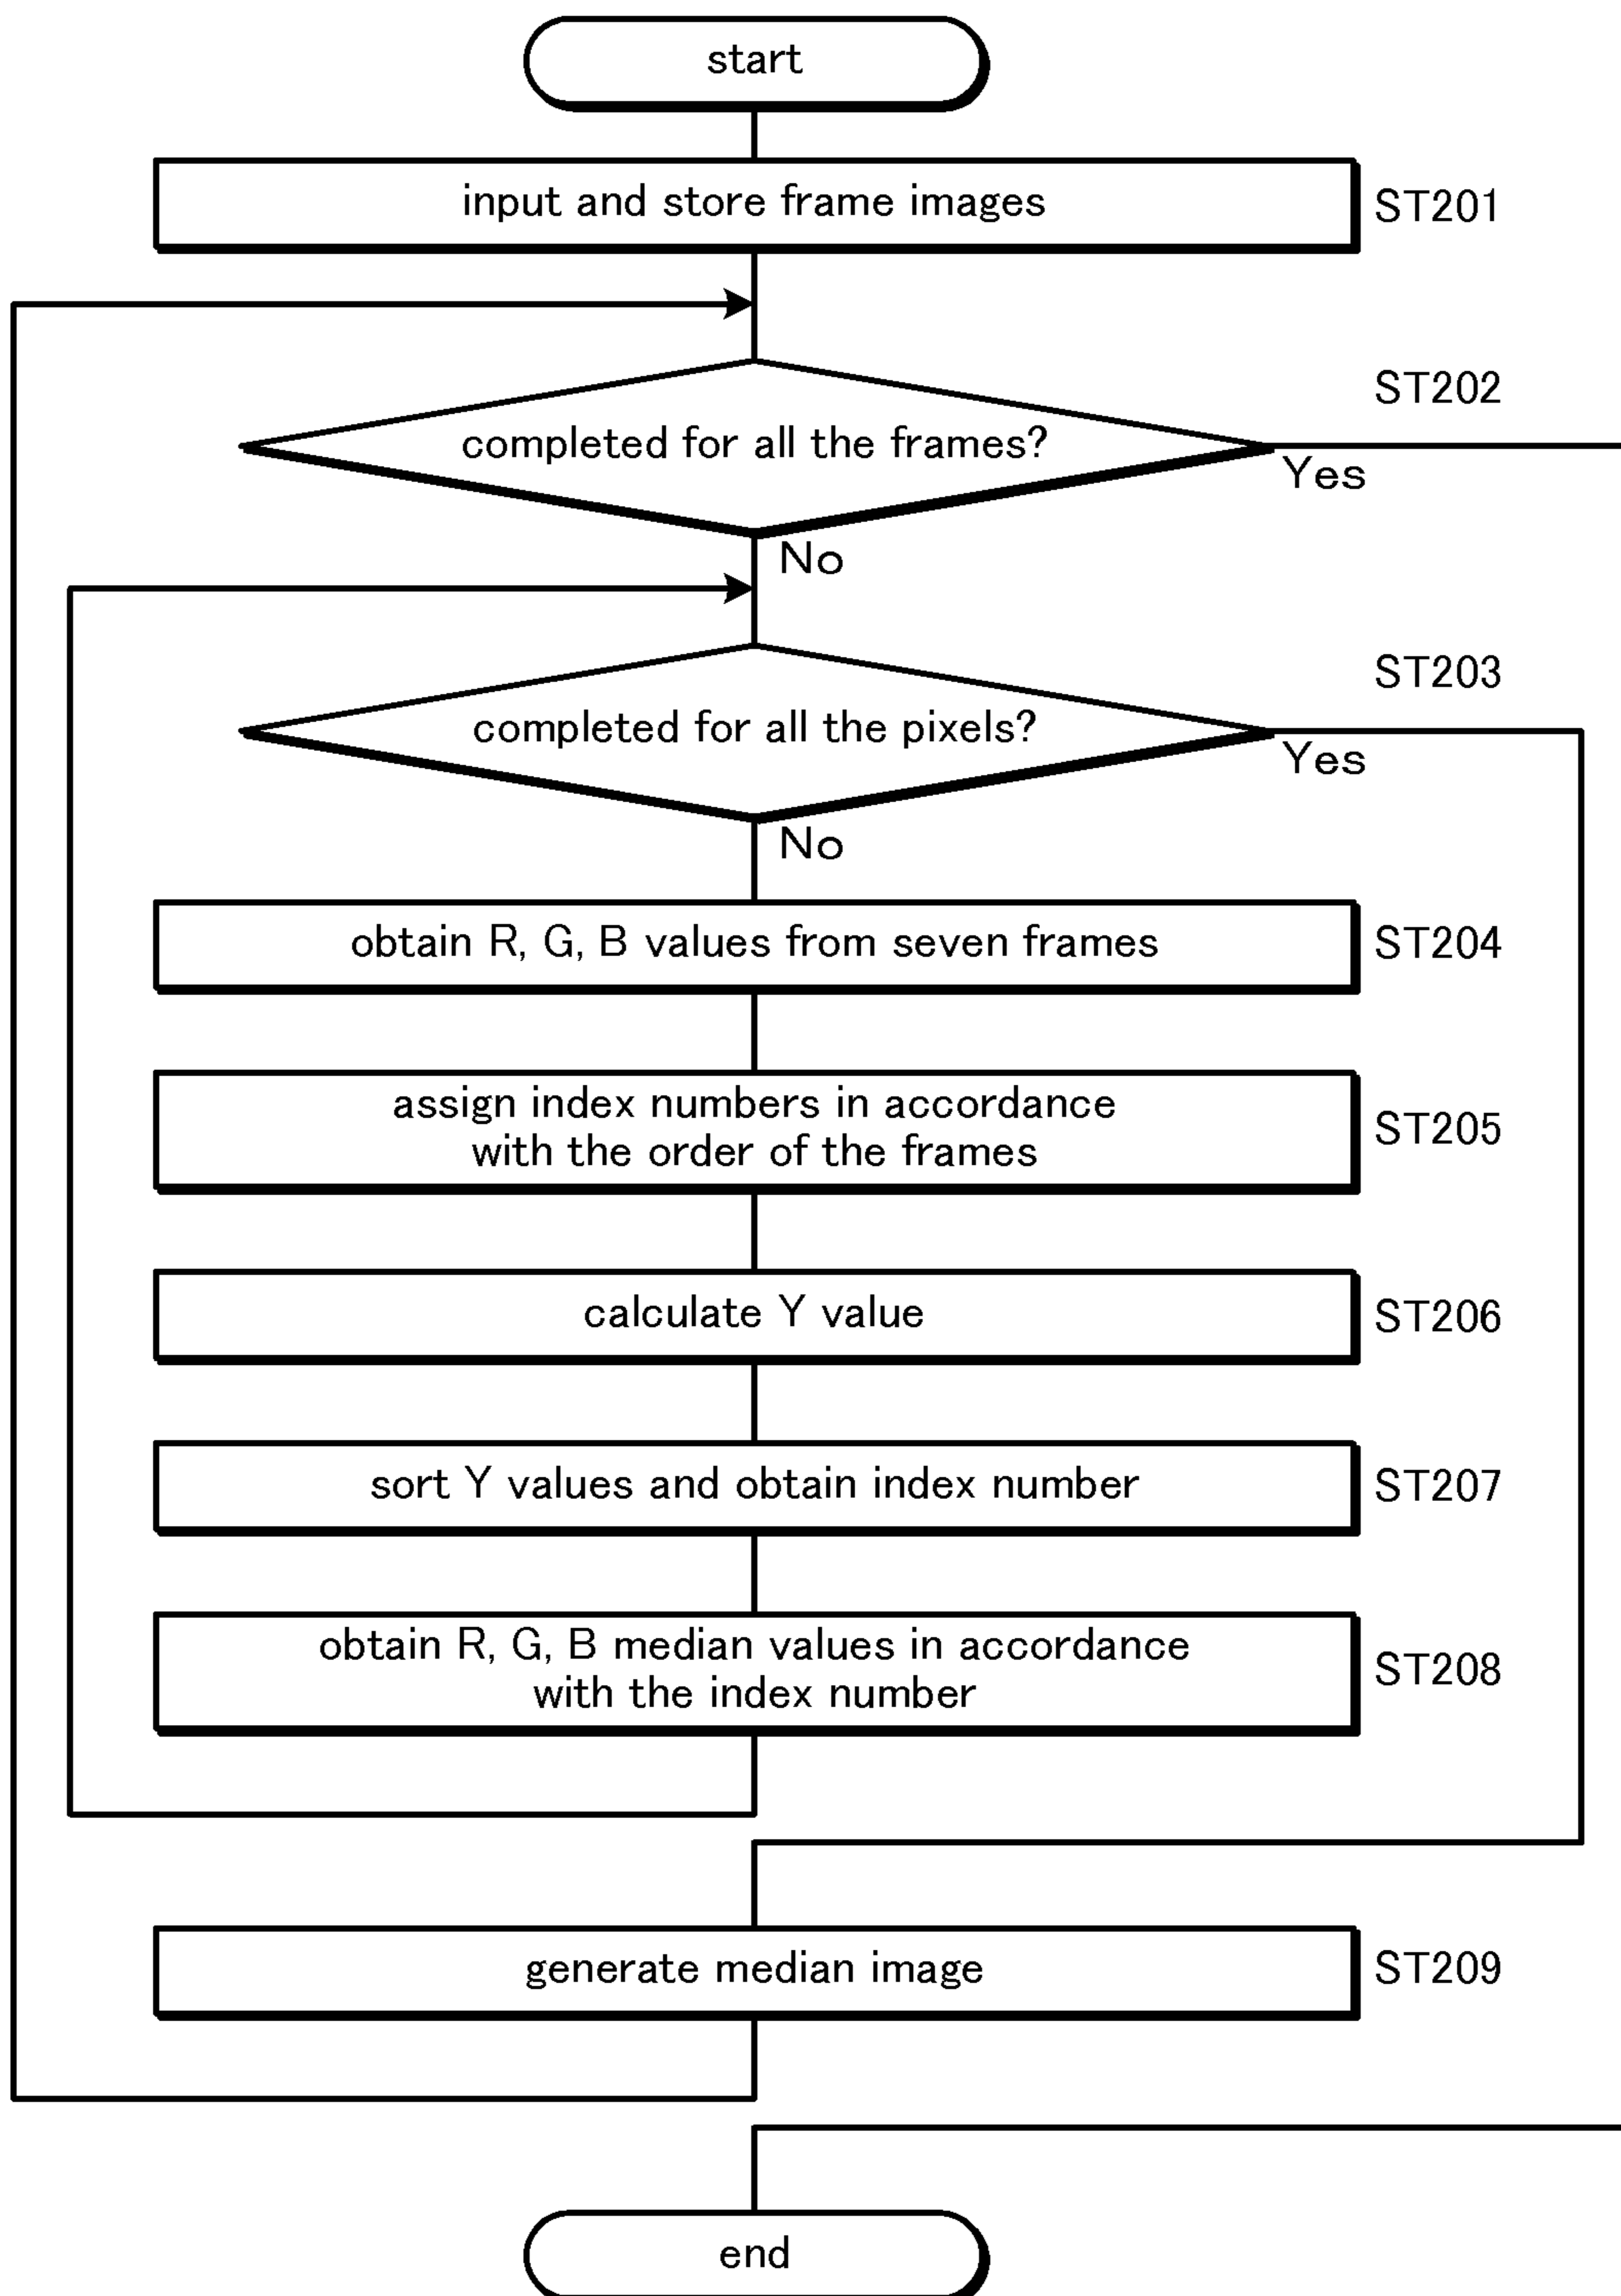 start
input and store frame images
ST201
ST202
completed for all the frames?
Yes
No
ST203
completed for all the pixels?
Yes
No
obtain R, G, B values from seven frames
ST204
assign index numbers in accordance
with the order of the frames
ST205
calculate Y value
ST206
sort Y values and obtain index number
ST207
obtain R, G, B median values in accordance
with the index number
ST208
generate median image
ST209
end